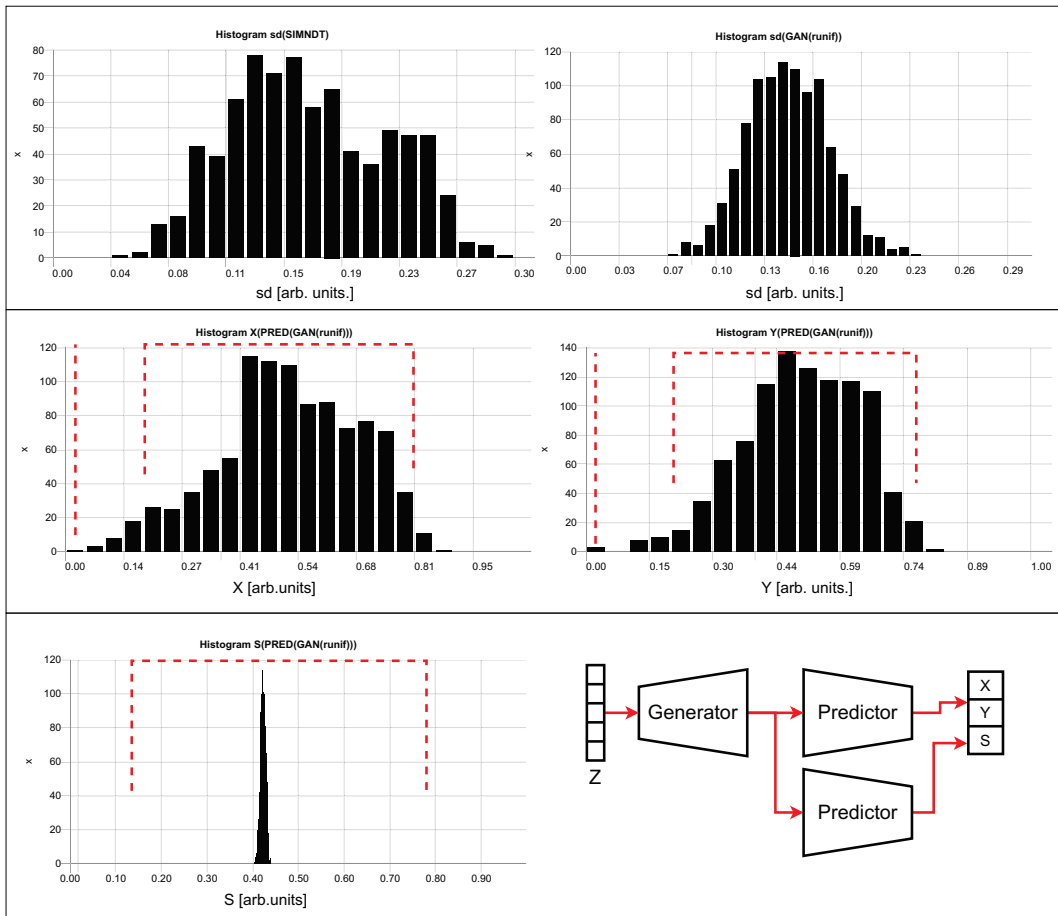 Histogram sd(SIMNDT)
80
70
60
50
40
30
20
10
0
x
0.00 0.04 0.08 0.11 0.15 0.19 0.23 0.27 0.30
sd [arb. units.]
Histogram sd(GAN(runif))
120
100
80
60
40
20
0
x
0.00 0.03 0.07 0.10 0.13 0.16 0.20 0.23 0.29
sd [arb. units.]
Histogram X(PRED(GAN(runif)))
120
100
80
60
40
20
0
x
0.00 0.14 0.27 0.41 0.54 0.68 0.81 0.95
X [arb.units]
Histogram Y(PRED(GAN(runif)))
140
120
100
80
60
40
20
0
x
0.00 0.15 0.30 0.44 0.59 0.74 0.89 1.00
Y [arb. units.]
Histogram S(PRED(GAN(runif)))
120
100
80
60
40
20
0
x
0.00 0.10 0.20 0.30 0.40 0.50 0.60 0.70 0.80 0.90
S [arb.units]
Z
Generator
Predictor
Predictor
X
Y
S